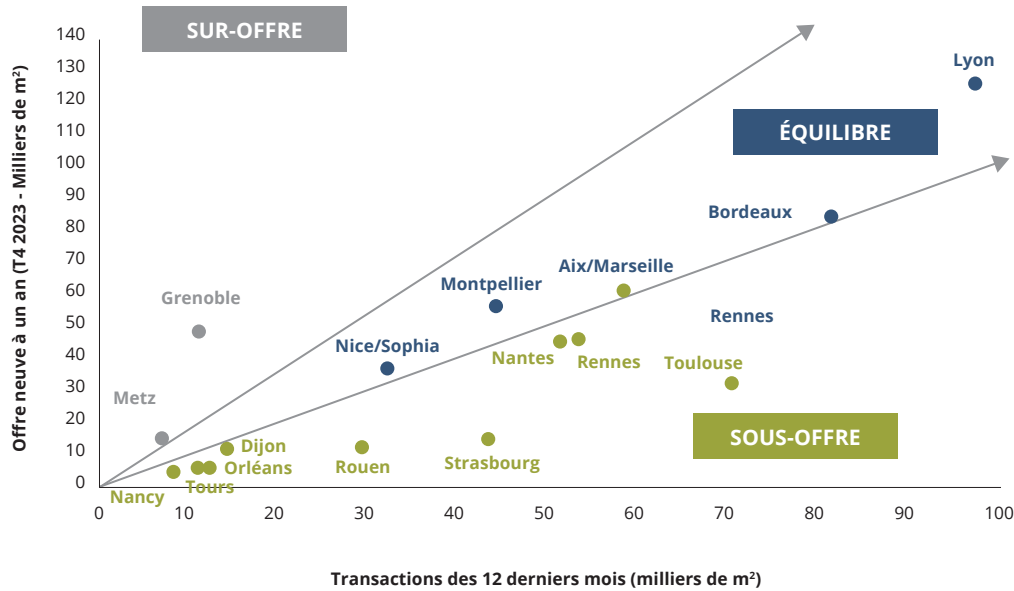 SUR-OFFRE
140
130
120
110
100
90
80
70
60
50
40
30
20
10
0
Offre neuve à un an (T4 2023 - Milliers de m²)
Lyon
ÉQUILIBRE
Bordeaux
Aix/Marseille
Montpellier
Grenoble
Rennes
Nice/Sophia
Nantes
Rennes
Toulouse
Metz
SOUS-OFFRE
Dijon
Orléans
Rouen
Strasbourg
Tours
Nancy
0 10 20 30 40 50 60 70 80 90 100
Transactions des 12 derniers mois (milliers de m²)